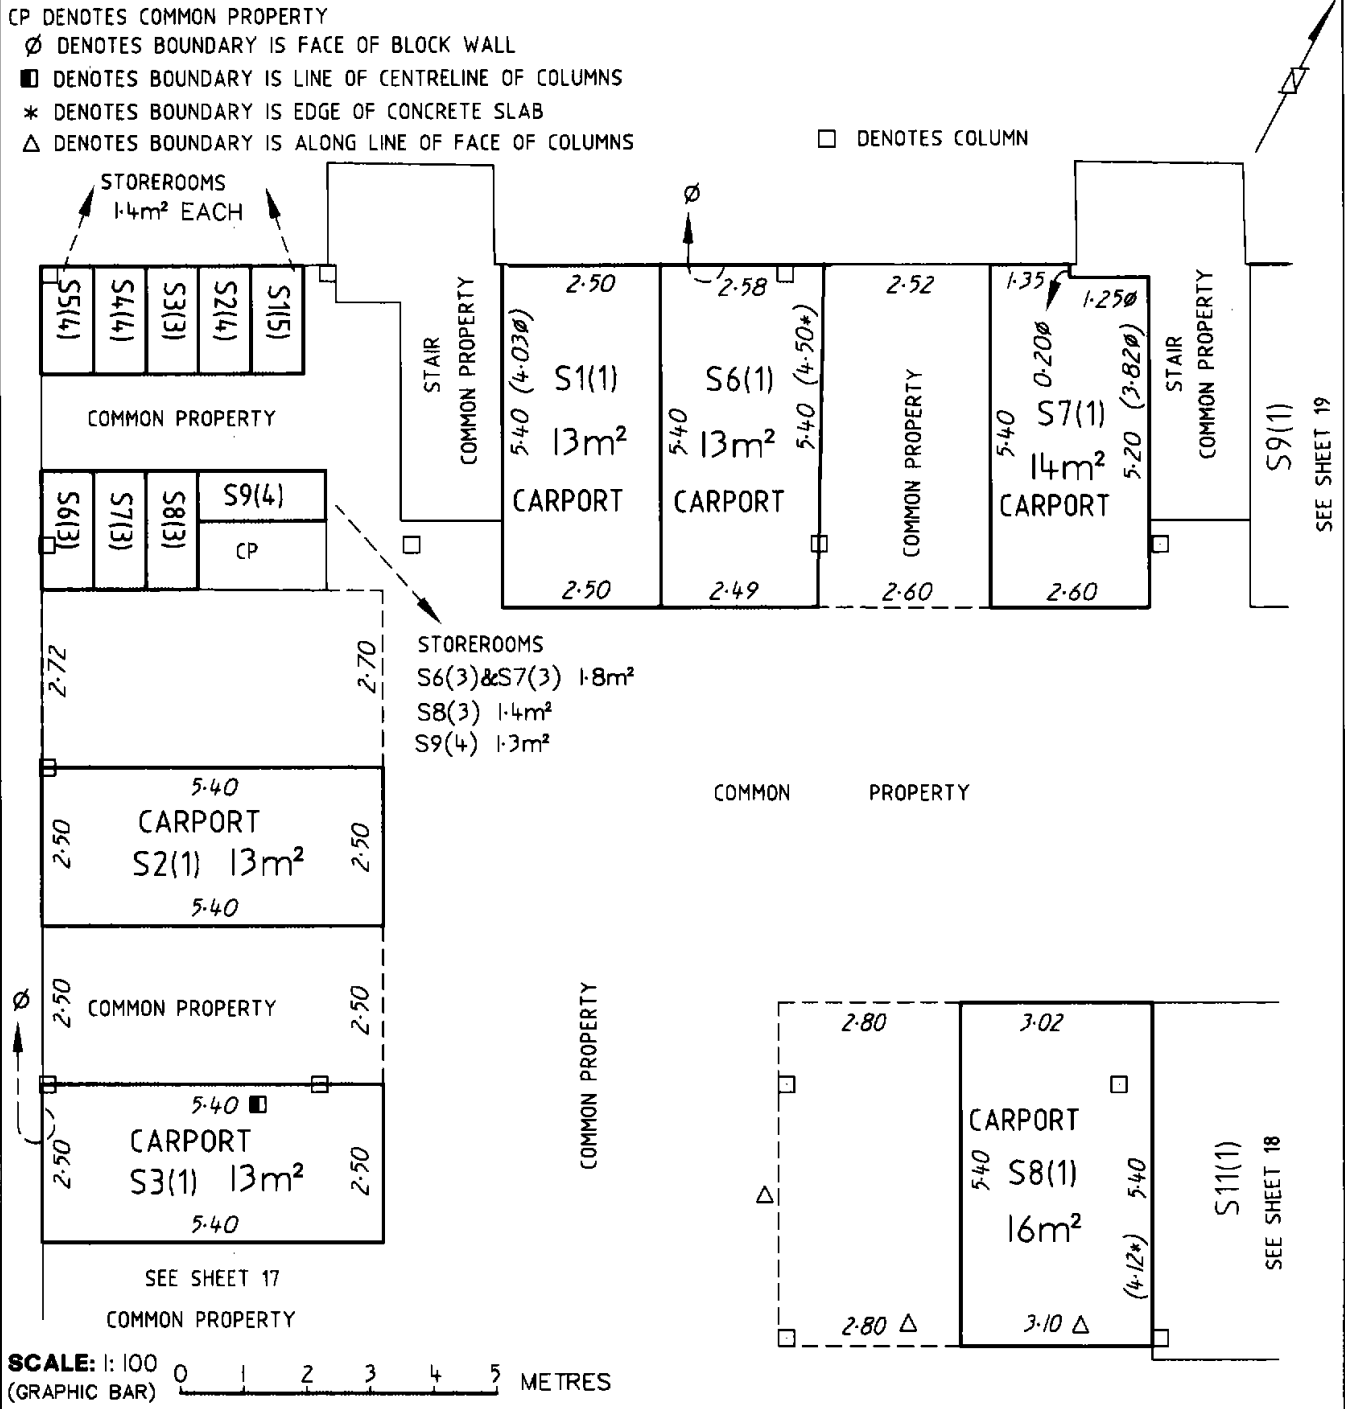 CP DENOTES COMMON PROPERTY
Ø DENOTES BOUNDARY IS FACE OF BLOCK WALL
◧ DENOTES BOUNDARY IS LINE OF CENTRELINE OF COLUMNS
* DENOTES BOUNDARY IS EDGE OF CONCRETE SLAB
△ DENOTES BOUNDARY IS ALONG LINE OF FACE OF COLUMNS
□ DENOTES COLUMN
STOREROOMS
1·4m² EACH
S5(4)
S4(4)
S3(3)
S2(4)
S1(5)
COMMON PROPERTY
S6(3)
S7(3)
S8(3)
S9(4)
CP
STOREROOMS
S6(3)&S7(3) 1·8m²
S8(3) 1·4m²
S9(4) 1·3m²
STAIR
COMMON PROPERTY
2·50
5·40 (4·03Ø)
S1(1)
13m²
CARPORT
2·50
Ø
2·58
5·40
S6(1)
13m²
CARPORT
5·40 (4·50*)
2·49
2·52
COMMON PROPERTY
2·60
1·35
1·25Ø
0·20Ø
5·40
S7(1)
14m²
CARPORT
5·20 (3·82Ø)
2·60
STAIR
COMMON PROPERTY
S9(1)
SEE SHEET 19
2·72
2·70
5·40
CARPORT
S2(1) 13m²
2·50
2·50
5·40
2·50
COMMON PROPERTY
2·50
Ø
5·40 ◧
CARPORT
S3(1) 13m²
2·50
2·50
5·40
SEE SHEET 17
COMMON PROPERTY
COMMON PROPERTY
COMMON PROPERTY
2·80
△
2·80 △
3·02
CARPORT
5·40
S8(1)
16m²
5·40
(4·12*)
3·10 △
S11(1)
SEE SHEET 18
SCALE: 1:100
(GRAPHIC BAR)
0 1 2 3 4 5 METRES